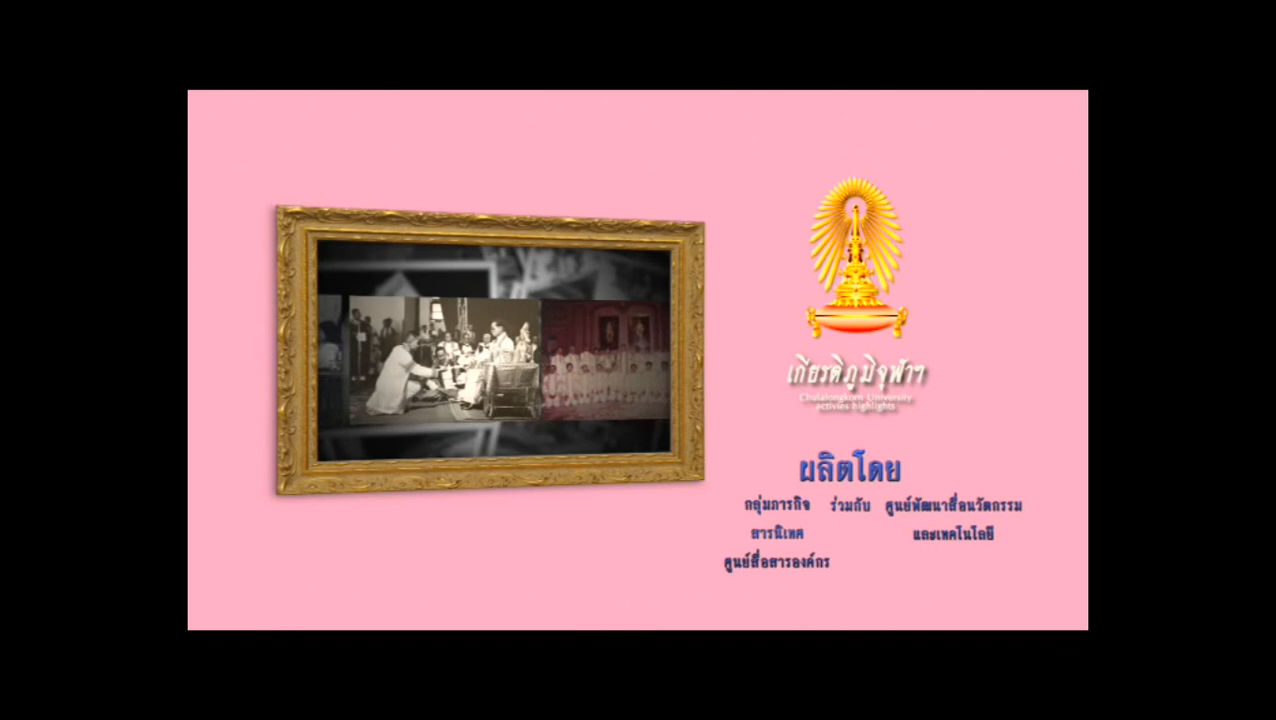 เกียรติภูมิจุฬาฯ
Chulalongkorn University
activies highlights
ผลิตโดย
กลุ่มภารกิจ ร่วมกับ ศูนย์พัฒนาสื่อนวัตกรรม
สารนิเทศ และเทคโนโลยี
ศูนย์สื่อสารองค์กร